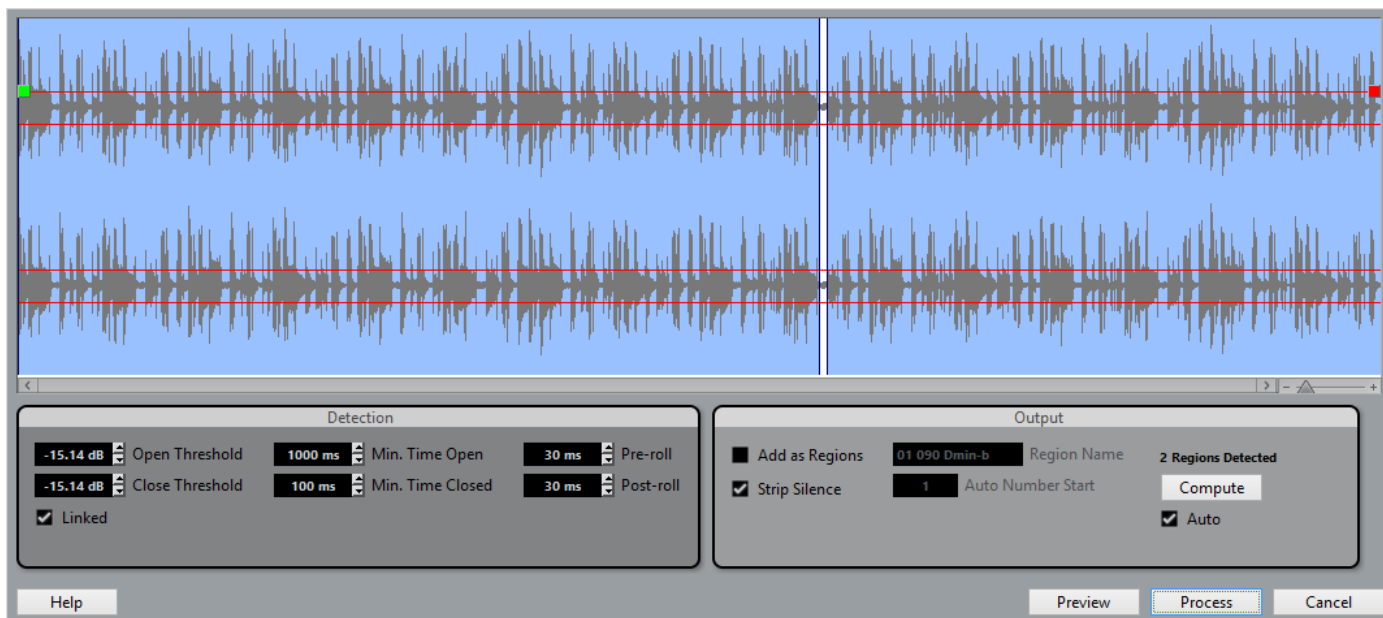 Detection
-15.14 dB Open Threshold 1000 ms Min. Time Open 30 ms Pre-roll
-15.14 dB Close Threshold 100 ms Min. Time Closed 30 ms Post-roll
Linked
Output
Add as Regions 01 090 Dmin-b Region Name 2 Regions Detected
Strip Silence 1 Auto Number Start Compute
Auto
Help Preview Process Cancel